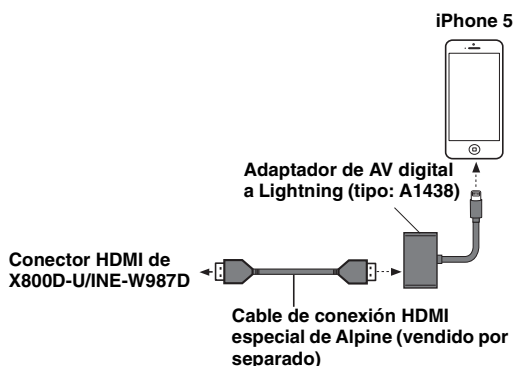 iPhone 5
Adaptador de AV digital
a Lightning (tipo: A1438)
Conector HDMI de
X800D-U/INE-W987D
Cable de conexión HDMI
especial de Alpine (vendido por
separado)